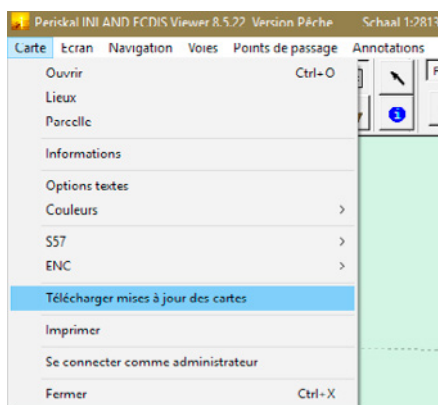 Periskal INLAND ECDIS Viewer 8.5.22 Version Pêche Schaal 1:2813
Carte Ecran Navigation Voies Points de passage Annotations
Ouvrir Ctrl+O
Lieux
Parcelle
Informations
Options textes
Couleurs
S57
ENC
Télécharger mises à jour des cartes
Imprimer
Se connecter comme administrateur
Fermer Ctrl+X